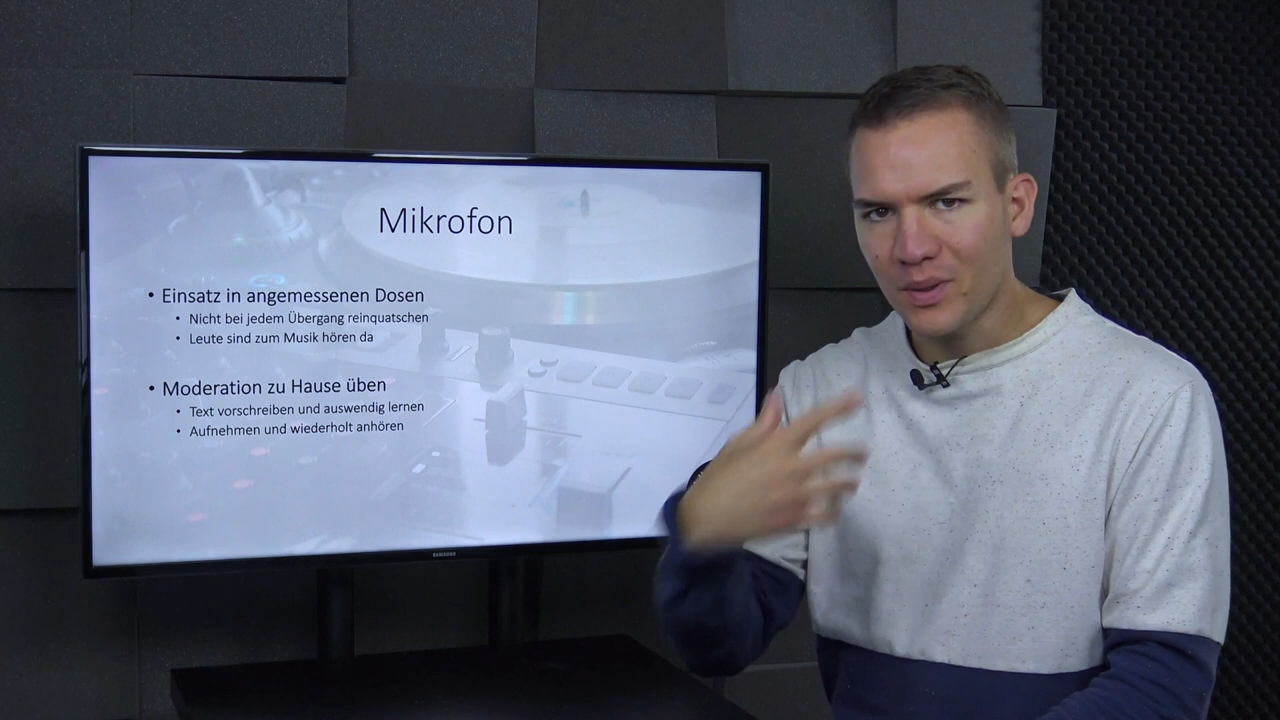 Mikrofon
• Einsatz in angemessenen Dosen
• Nicht bei jedem Übergang reinquatschen
• Leute sind zum Musik hören da
• Moderation zu Hause üben
• Text vorschreiben und auswendig lernen
• Aufnehmen und wiederholt anhören
SAMSUNG